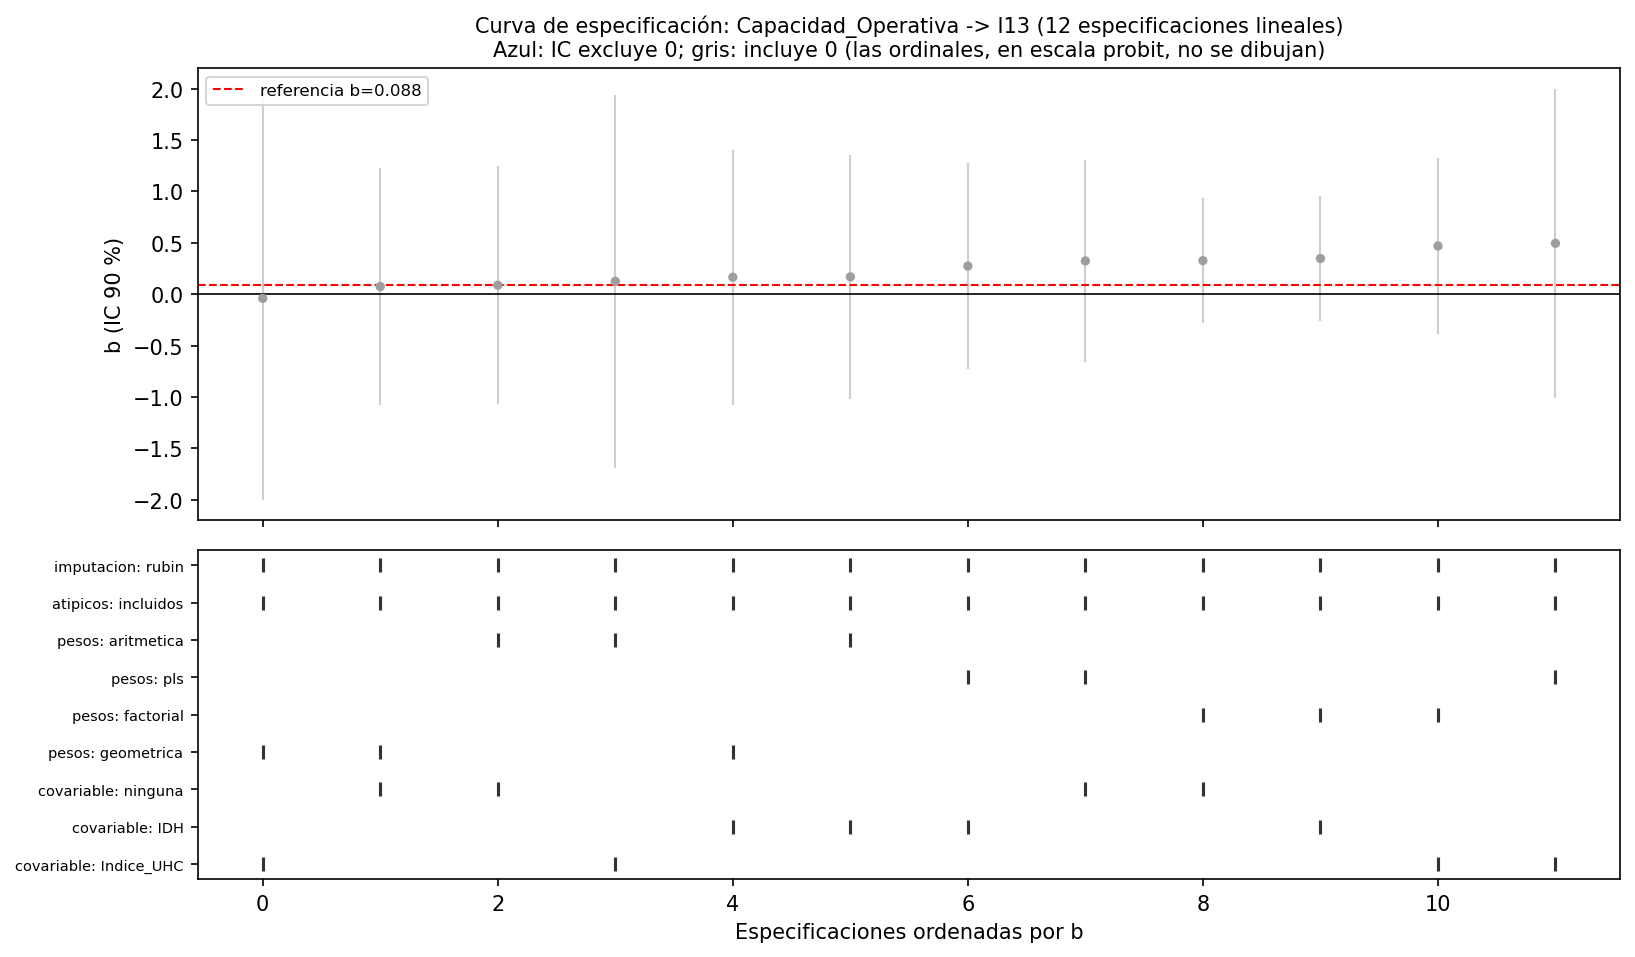 Curva de especificación: Capacidad_Operativa -> I13 (12 especificaciones lineales)
Azul: IC excluye 0; gris: incluye 0 (las ordinales, en escala probit, no se dibujan)
referencia b=0.088
b (IC 90 %)
2.0
1.5
1.0
0.5
0.0
−0.5
−1.0
−1.5
−2.0
imputacion: rubin
atipicos: incluidos
pesos: aritmetica
pesos: pls
pesos: factorial
pesos: geometrica
covariable: ninguna
covariable: IDH
covariable: Indice_UHC
0 2 4 6 8 10
Especificaciones ordenadas por b